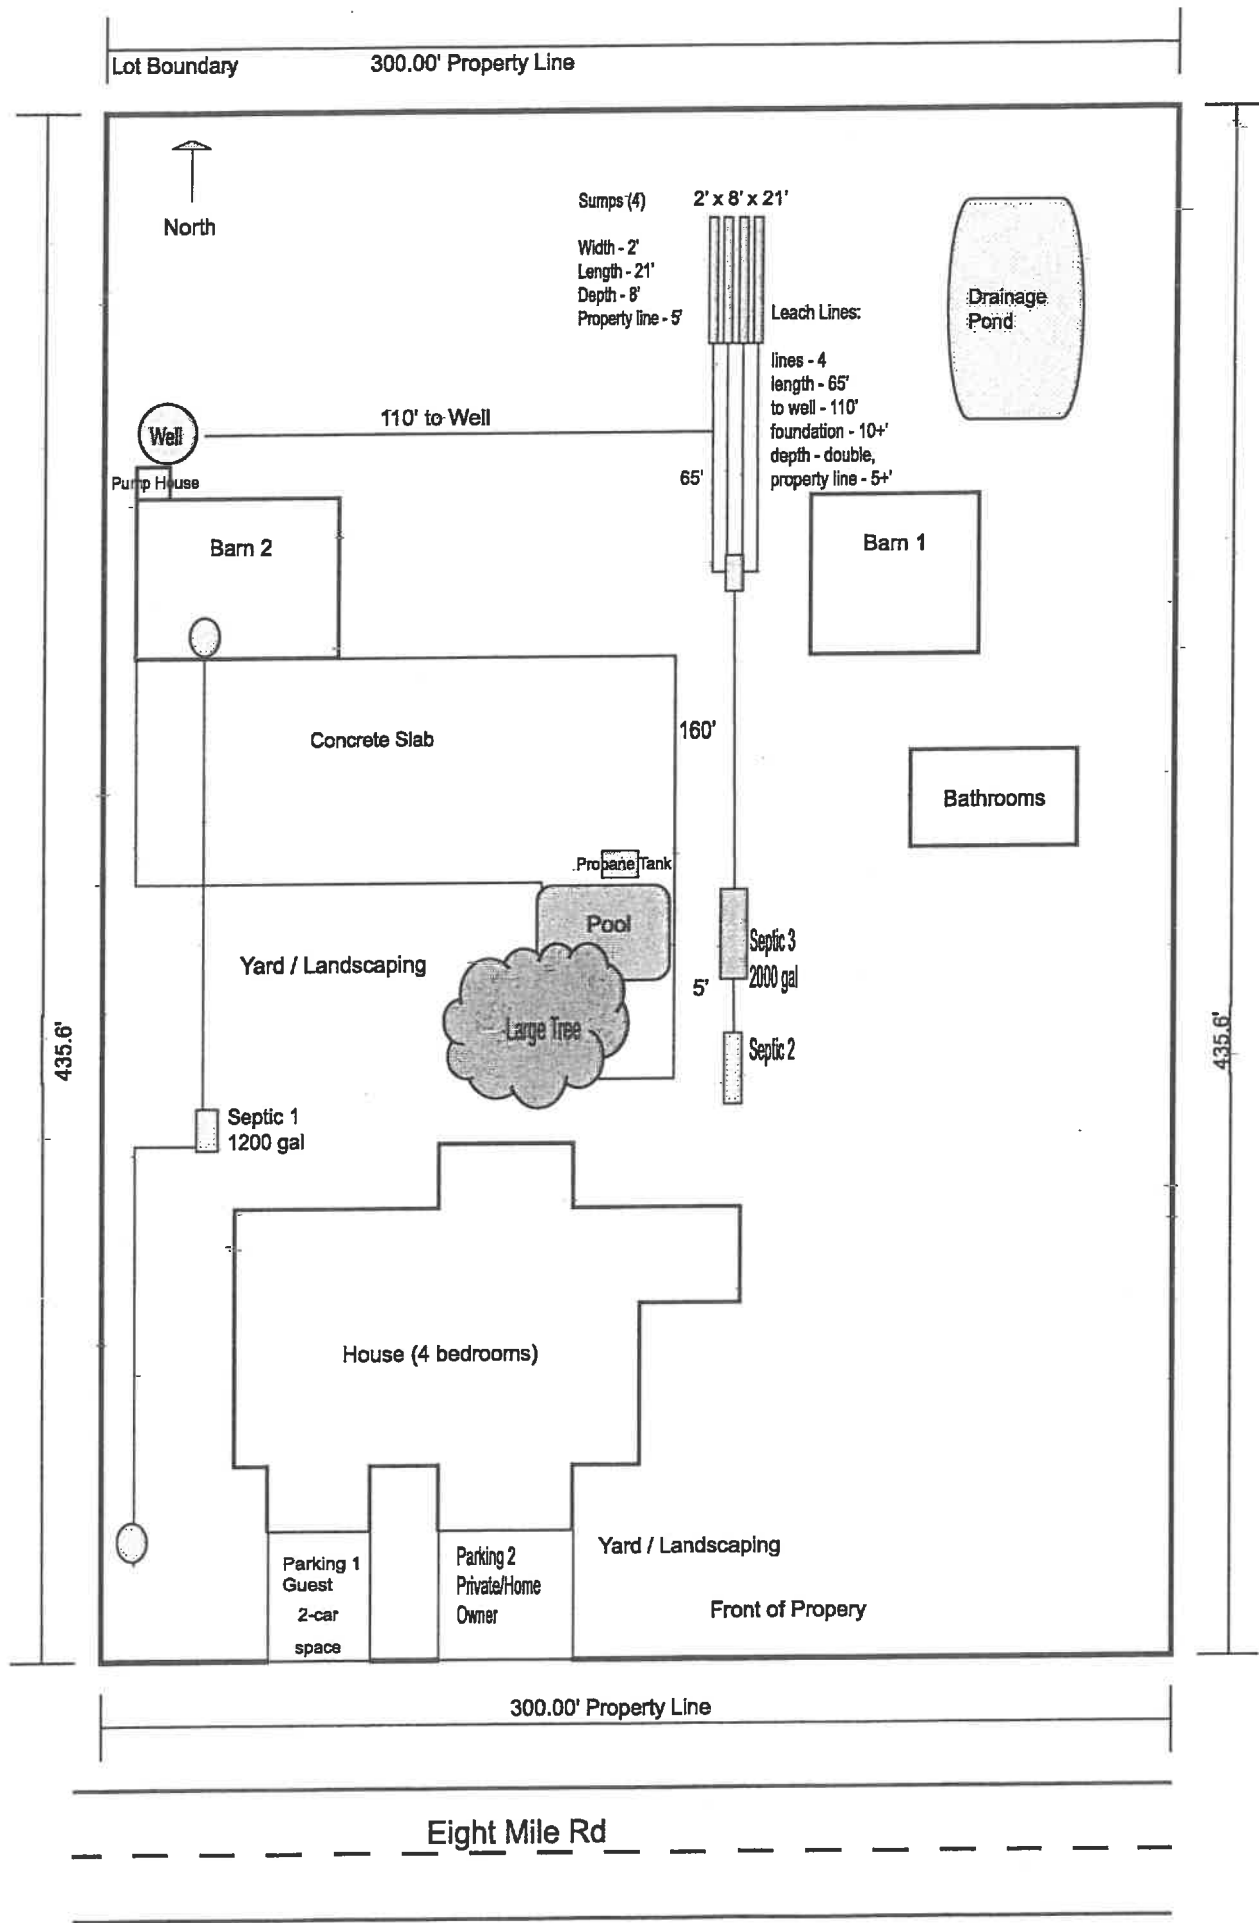 Lot Boundary
300.00' Property Line
North
Sumps (4)
2' x 8' x 21'
Width - 2'
Length - 21'
Depth - 8'
Property line - 5'
Drainage
Pond
Leach Lines:
lines - 4
length - 65'
to well - 110'
foundation - 10+'
depth - double,
property line - 5+'
110' to Well
Well
65'
Pump House
Barn 2
Barn 1
160'
Concrete Slab
Bathrooms
Propane Tank
Pool
Septic 3
2000 gal
Yard / Landscaping
5'
Large Tree
Septic 2
435.6'
435.6'
Septic 1
1200 gal
House (4 bedrooms)
Parking 1
Guest
2-car
space
Parking 2
Private/Home
Owner
Yard / Landscaping
Front of Propery
300.00' Property Line
Eight Mile Rd